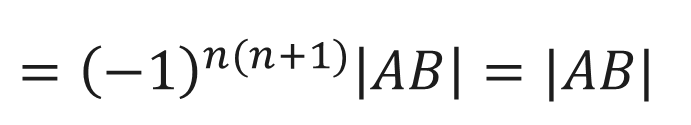 = (−1)^{n(n+1)}|AB| = |AB|